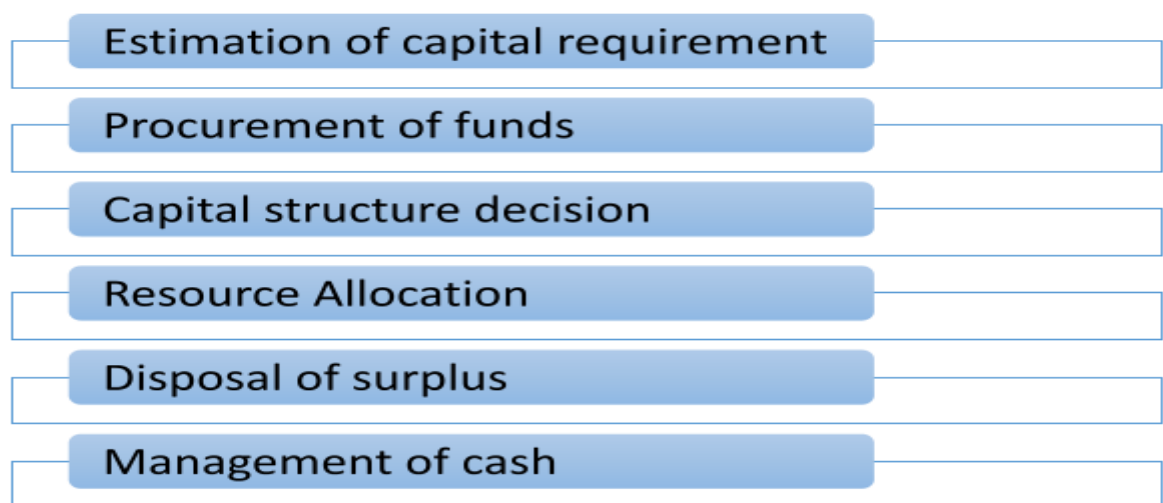 Estimation of capital requirement
Procurement of funds
Capital structure decision
Resource Allocation
Disposal of surplus
Management of cash